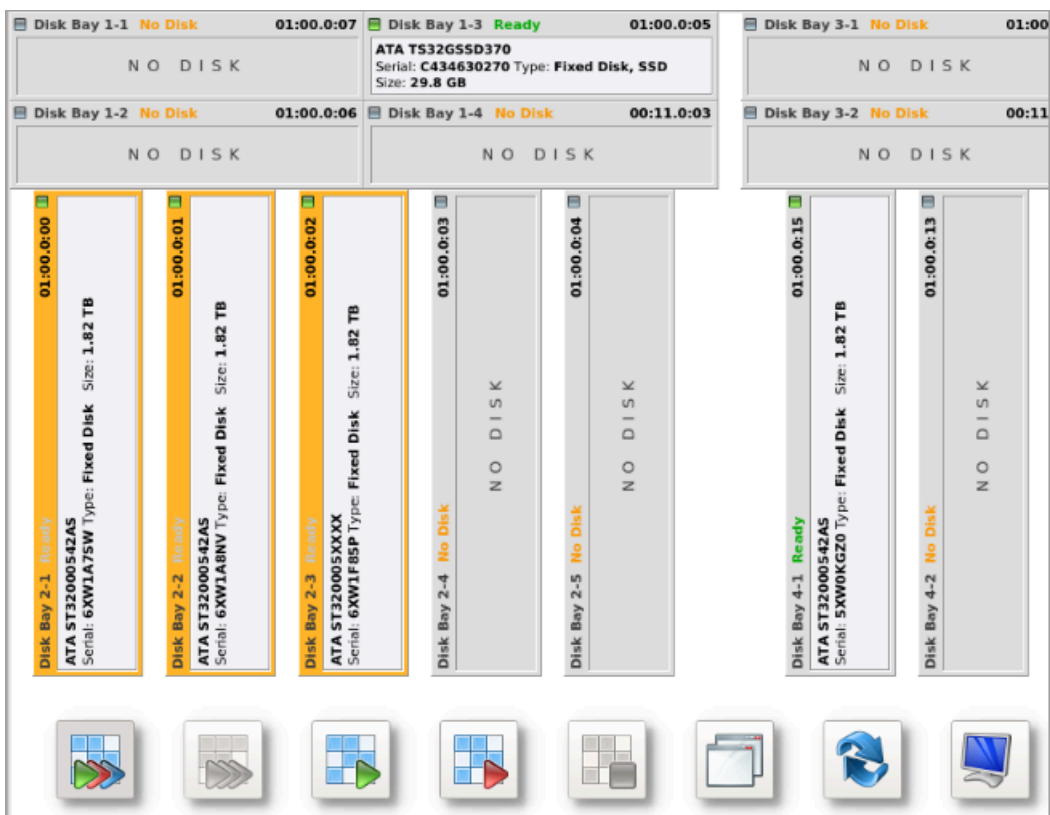 Disk Bay 1-1 No Disk 01:00.0:07
NO DISK
Disk Bay 1-3 Ready 01:00.0:05
ATA TS32GSSD370
Serial: C434630270 Type: Fixed Disk, SSD
Size: 29.8 GB
Disk Bay 3-1 No Disk 01:00
NO DISK
Disk Bay 1-2 No Disk 01:00.0:06
NO DISK
Disk Bay 1-4 No Disk 00:11.0:03
NO DISK
Disk Bay 3-2 No Disk 00:11
NO DISK
Disk Bay 2-1 Ready 01:00.0:00
ATA ST32000542AS
Serial: 6XW1A7SW Type: Fixed Disk Size: 1.82 TB
Disk Bay 2-2 Ready 01:00.0:01
ATA ST32000542AS
Serial: 6XW1A8NV Type: Fixed Disk Size: 1.82 TB
Disk Bay 2-3 Ready 01:00.0:02
ATA ST320005XXXX
Serial: 6XW1F85P Type: Fixed Disk Size: 1.82 TB
Disk Bay 2-4 No Disk 01:00.0:03
NO DISK
Disk Bay 2-5 No Disk 01:00.0:04
NO DISK
Disk Bay 4-1 Ready 01:00.0:15
ATA ST32000542AS
Serial: 5XW0KGZ0 Type: Fixed Disk Size: 1.82 TB
Disk Bay 4-2 No Disk 01:00.0:13
NO DISK